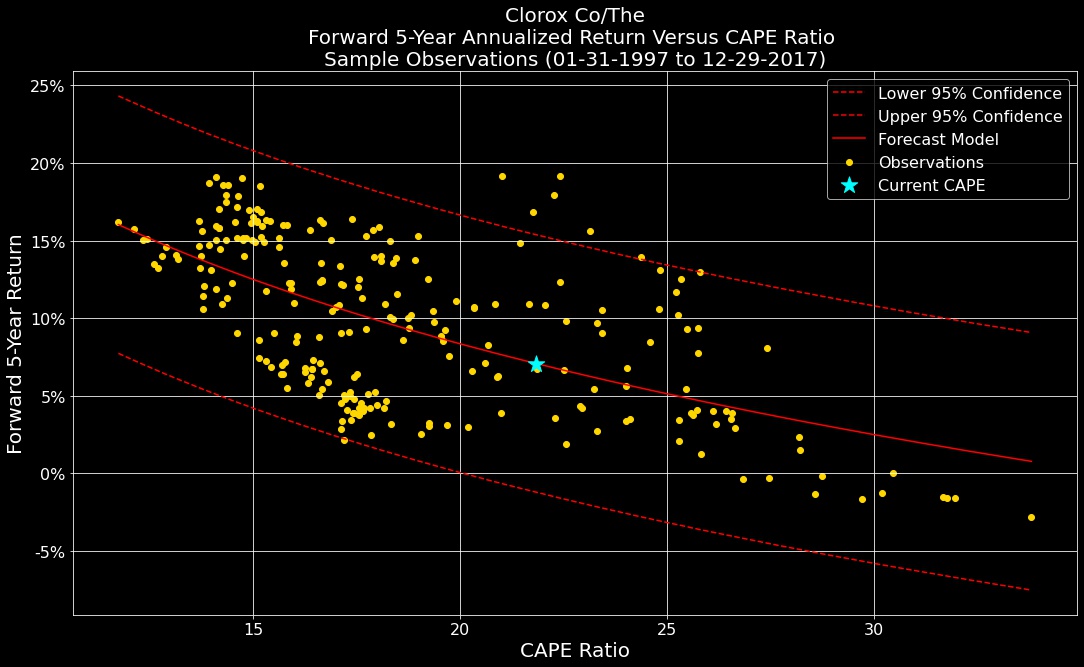 Clorox Co/The
Forward 5-Year Annualized Return Versus CAPE Ratio
Sample Observations (01-31-1997 to 12-29-2017)
Lower 95% Confidence
Upper 95% Confidence
Forecast Model
Observations
Current CAPE
Forward 5-Year Return
25%
20%
15%
10%
5%
0%
-5%
15
20
25
30
CAPE Ratio